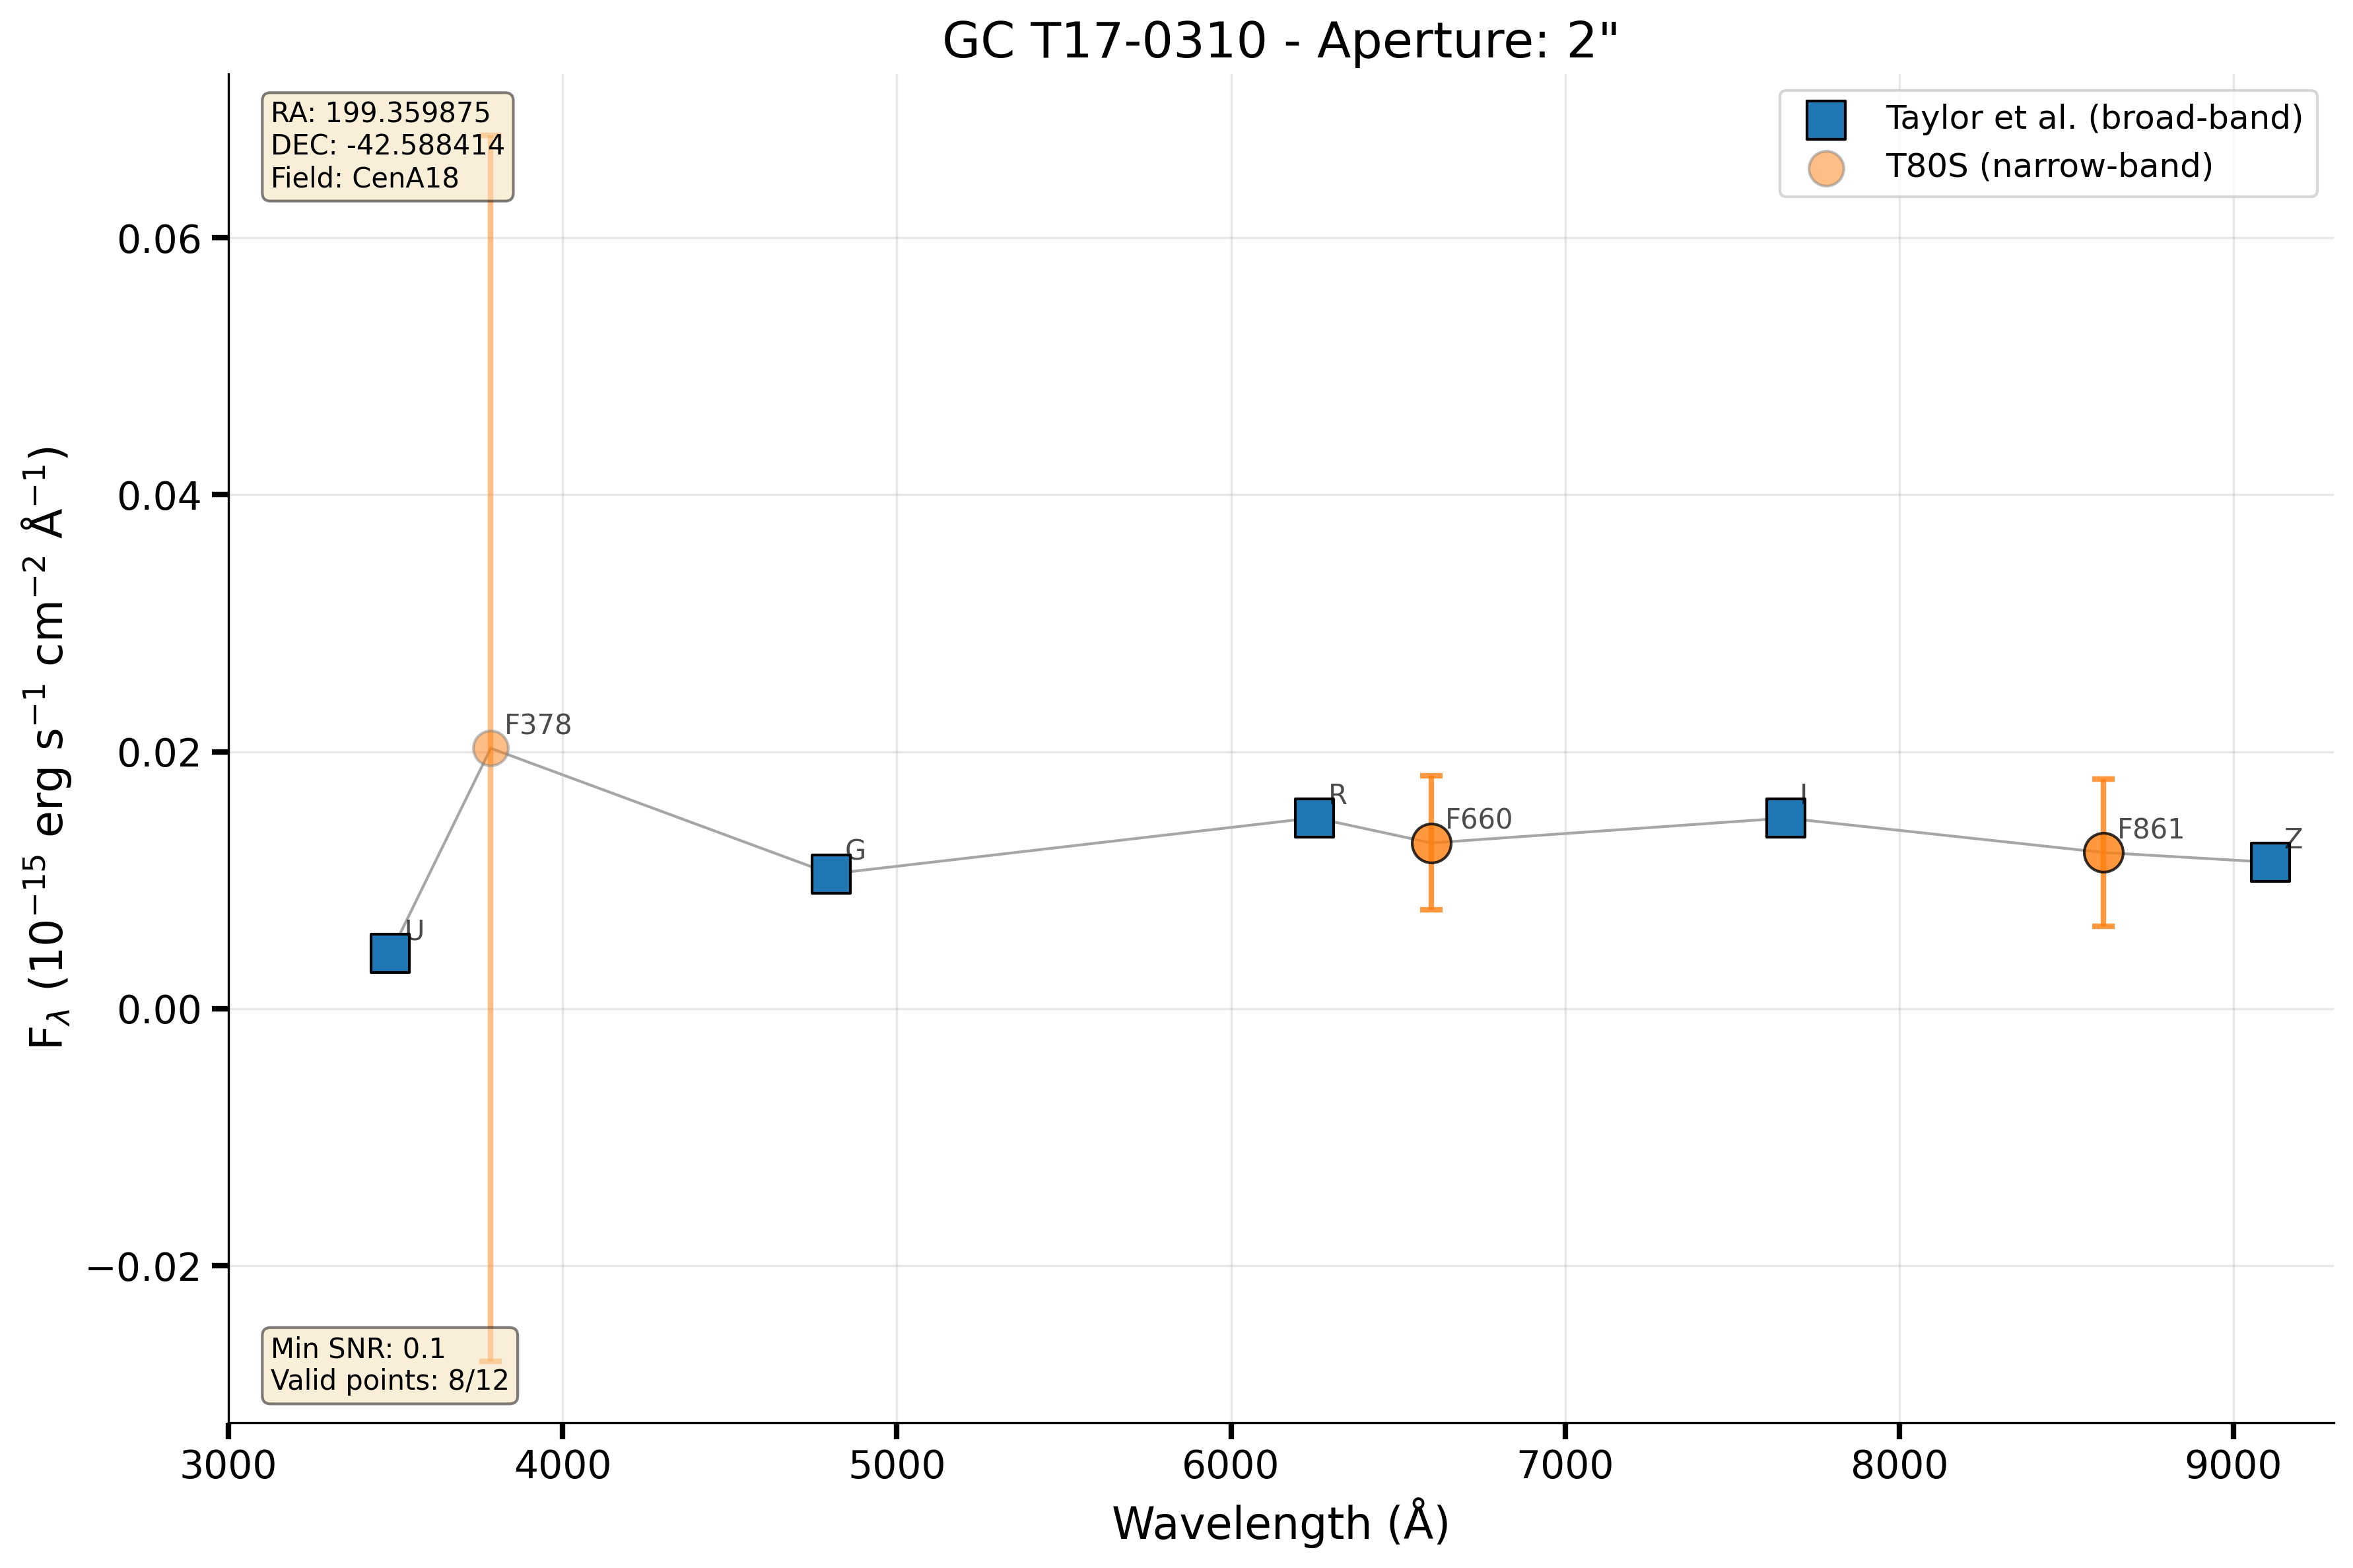 GC T17-0310 - Aperture: 2"
RA: 199.359875
DEC: -42.588414
Field: CenA18
Taylor et al. (broad-band)
T80S (narrow-band)
0.06
0.04
0.02
0.00
−0.02
F378
U
G
R
F660
I
F861
Z
Min SNR: 0.1
Valid points: 8/12
3000 4000 5000 6000 7000 8000 9000
Wavelength (Å)
Fλ (10⁻¹⁵ erg s⁻¹ cm⁻² Å⁻¹)